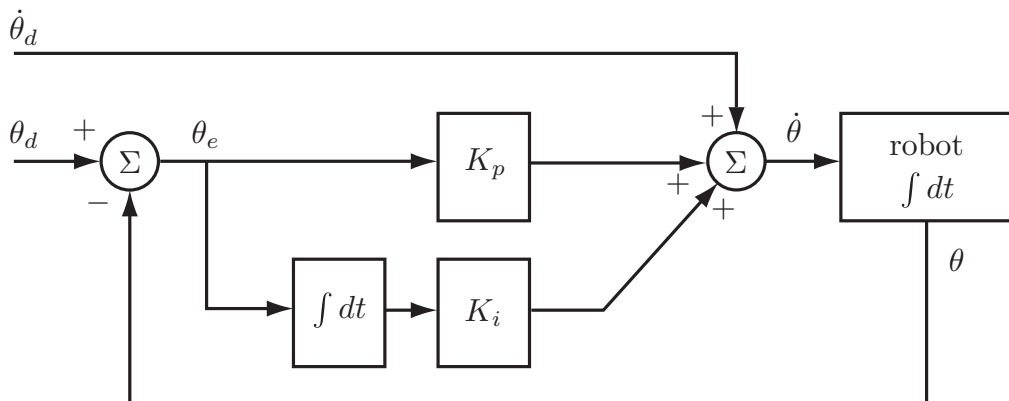 θ̇_d
θ_d
+
−
Σ
θ_e
K_p
∫ dt
K_i
+
+
+
Σ
θ̇
robot
∫ dt
θ